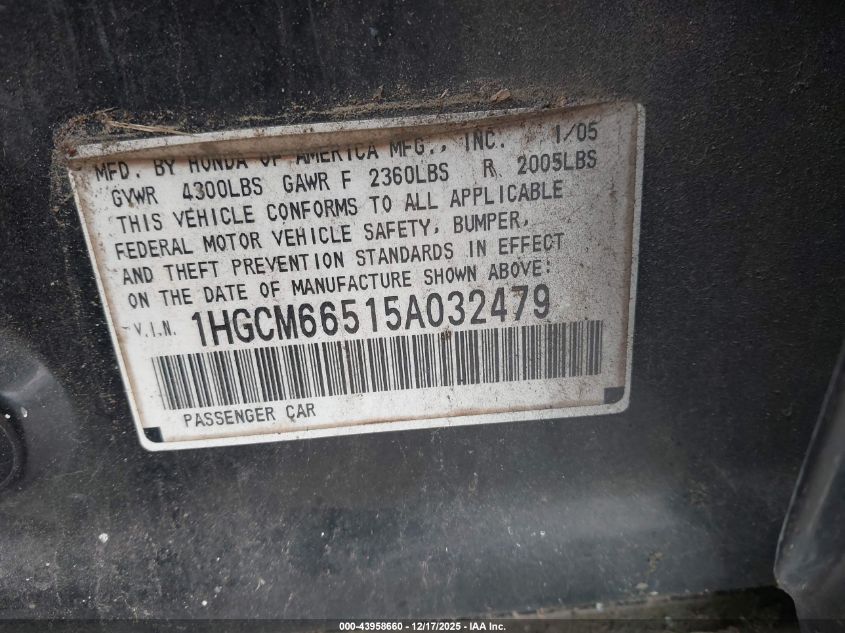 MFD. BY HONDA OF AMERICA MFG., INC. 1/05
GVWR 4300LBS GAWR F 2360LBS R 2005LBS
THIS VEHICLE CONFORMS TO ALL APPLICABLE
FEDERAL MOTOR VEHICLE SAFETY, BUMPER,
AND THEFT PREVENTION STANDARDS IN EFFECT
ON THE DATE OF MANUFACTURE SHOWN ABOVE:
V.I.N. 1HGCM66515A032479
PASSENGER CAR
000-43958660 - 12/17/2025 - IAA Inc.